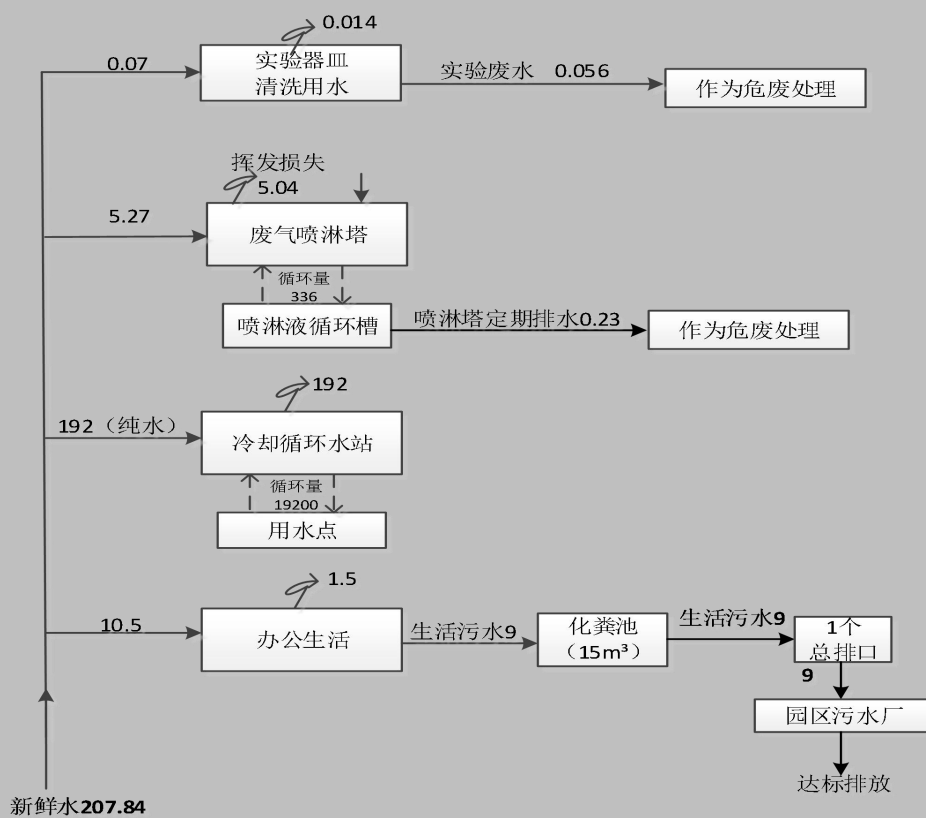 0.014
0.07
实验器皿
清洗用水
实验废水 0.056
作为危废处理
挥发损失
5.04
5.27
废气喷淋塔
循环量
336
喷淋液循环槽
喷淋塔定期排水0.23
作为危废处理
192
192（纯水）
冷却循环水站
循环量
19200
用水点
1.5
10.5
办公生活
生活污水9
化粪池
（15m³）
生活污水9
1个
总排口
9
园区污水厂
达标排放
新鲜水207.84